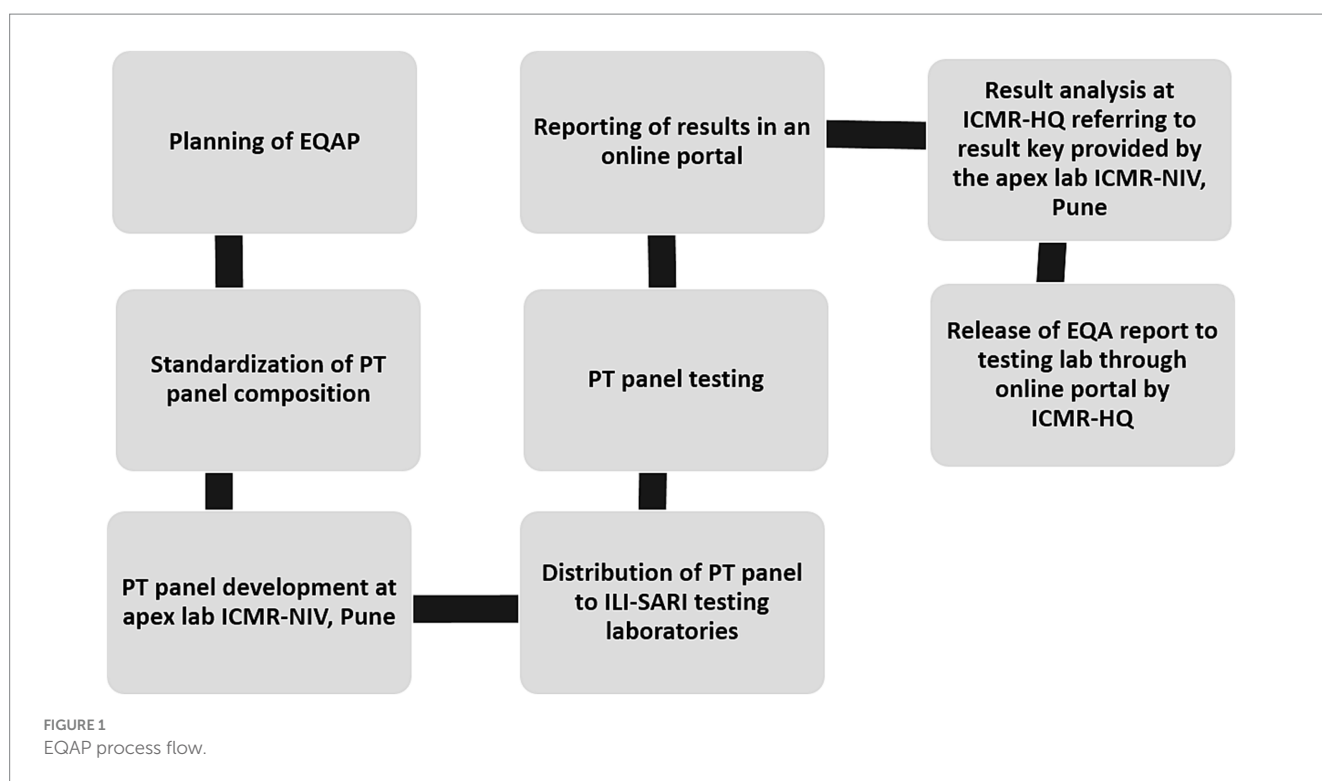 Planning of EQAP
Standardization of PT
panel composition
PT panel development at
apex lab ICMR-NIV, Pune
Distribution of PT panel
to ILI-SARI testing
laboratories
PT panel testing
Reporting of results in an
online portal
Result analysis at
ICMR-HQ referring to
result key provided by
the apex lab ICMR-NIV,
Pune
Release of EQA report to
testing lab through
online portal by
ICMR-HQ
FIGURE 1
EQAP process flow.